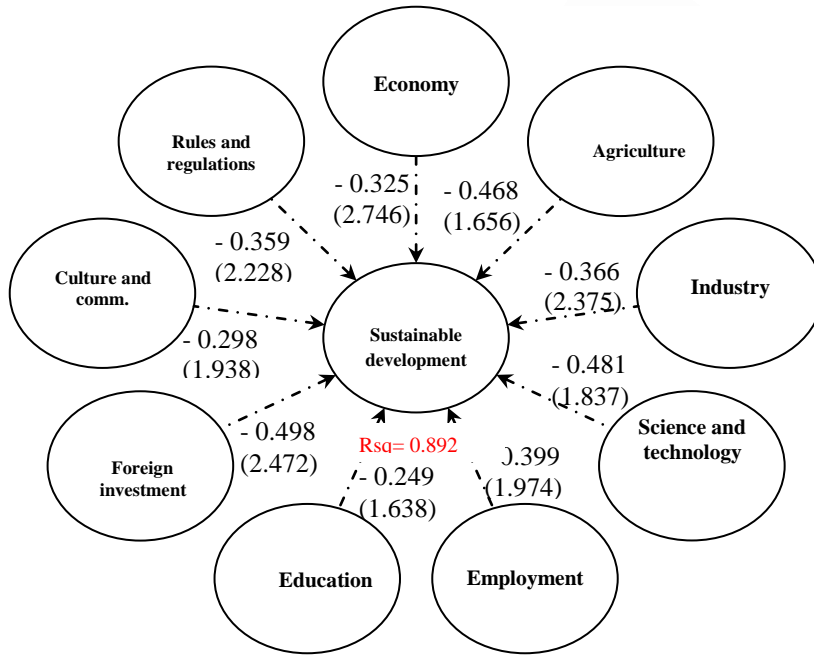 Economy
Rules and
regulations
Agriculture
- 0.325
(2.746)
- 0.468
(1.656)
- 0.359
(2.228)
Culture and
comm.
- 0.366
(2.375)
Industry
Sustainable
development
- 0.298
(1.938)
- 0.481
(1.837)
Science and
technology
- 0.498
(2.472)
Foreign
investment
Rsq= 0.892
- 0.249
(1.638)
0.399
(1.974)
Education
Employment